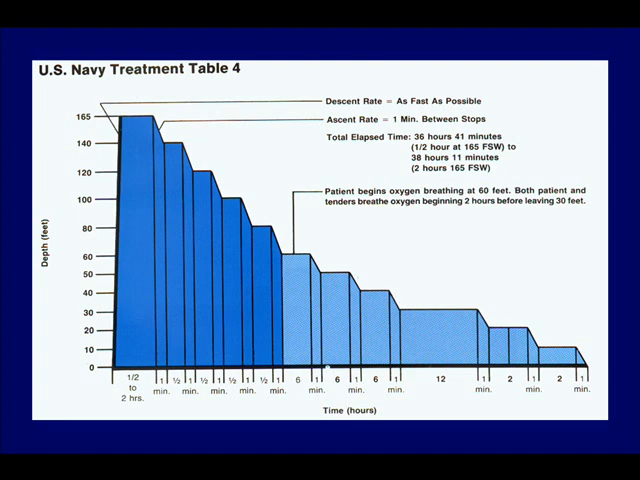 U.S. Navy Treatment Table 4
Descent Rate = As Fast As Possible
Ascent Rate = 1 Min. Between Stops
Total Elapsed Time: 36 hours 41 minutes
(1/2 hour at 165 FSW) to
38 hours 11 minutes
(2 hours 165 FSW)
Patient begins oxygen breathing at 60 feet. Both patient and
tenders breathe oxygen beginning 2 hours before leaving 30 feet.
Depth (feet)
165
140
120
100
80
60
50
40
30
20
10
0
1/2 to 2 hrs.
1 min.
½
1 min.
½
1 min.
½
1 min.
½
1 min.
6
1 min.
6
1 min.
6
1 min.
12
1 min.
2
1 min.
2
1 min.
Time (hours)